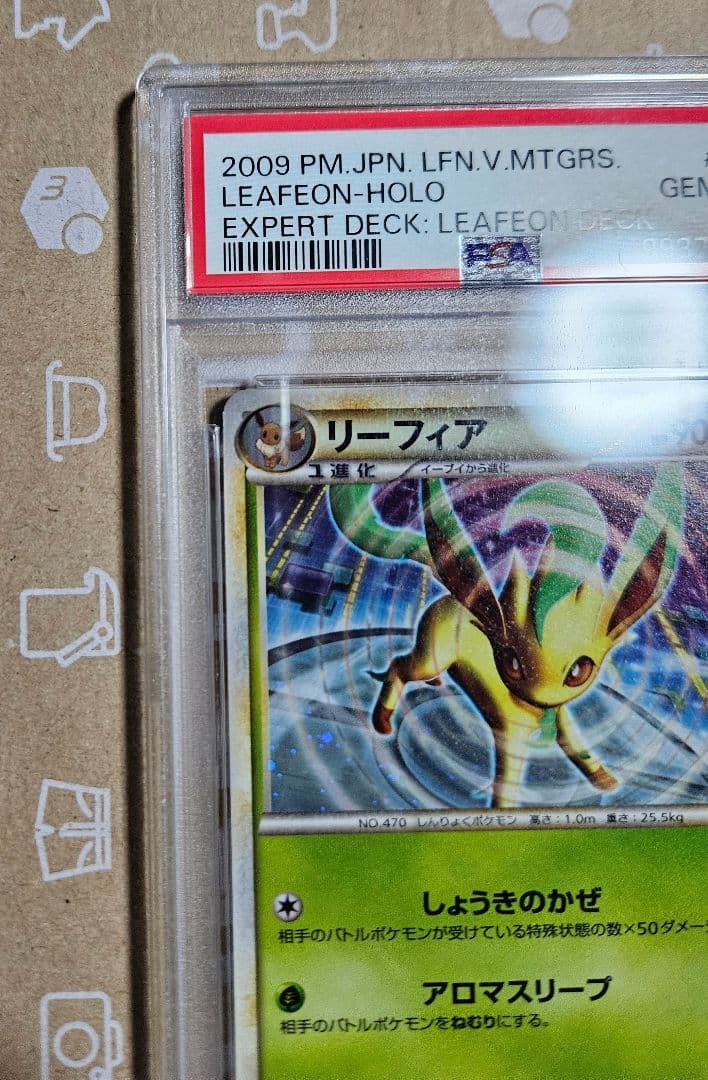 2009 PM.JPN. LFN.V.MTGRS.
LEAFEON-HOLO GEM
EXPERT DECK: LEAFEON DECK
PSA
リーフィア 90
1進化 イーブイから進化
NO.470 しんりょくポケモン 高さ:1.0m 重さ:25.5kg
しょうきのかぜ
相手のバトルポケモンが受けている特殊状態の数×50ダメー
アロマスリープ
相手のバトルポケモンをねむりにする。
3